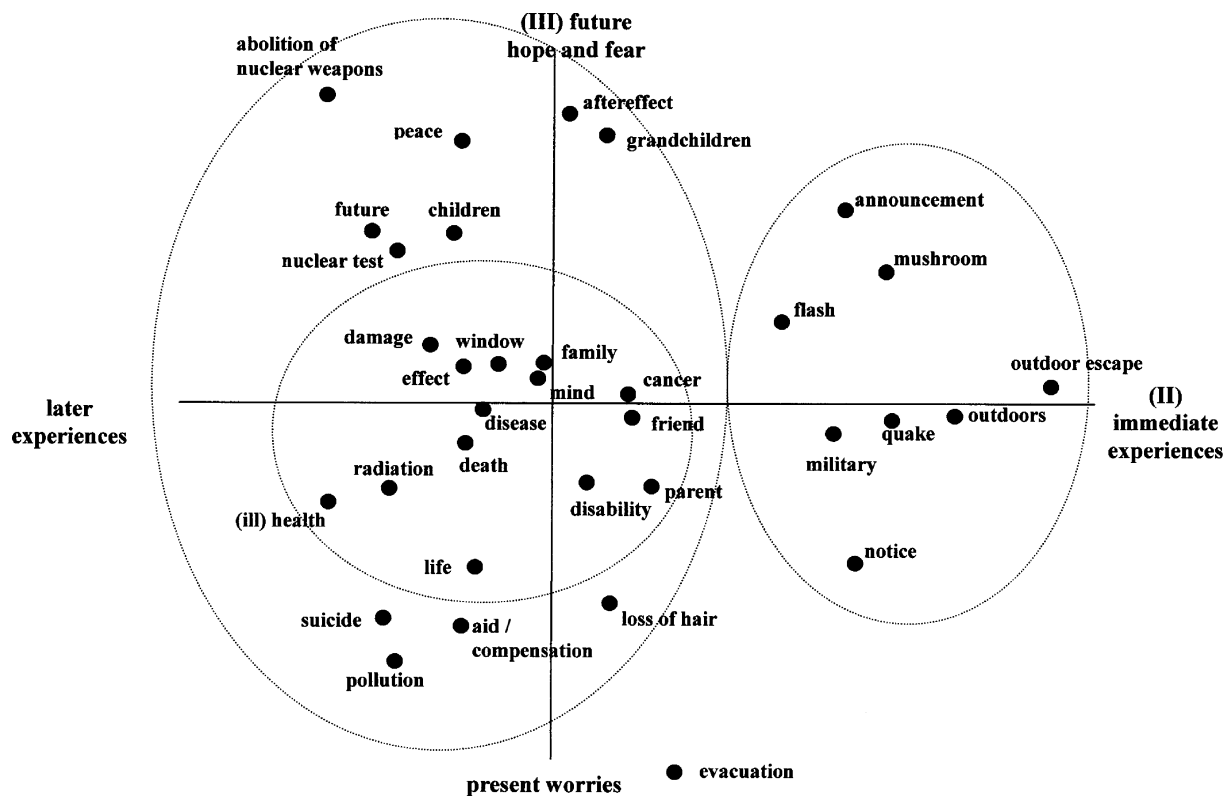 (III) future
hope and fear
abolition of
nuclear weapons
aftereffect
peace
grandchildren
announcement
future
children
nuclear test
mushroom
flash
damage
window
family
effect
mind
cancer
outdoor escape
later
experiences
disease
friend
quake
outdoors
(II)
immediate
experiences
death
military
radiation
(ill) health
disability
parent
life
notice
suicide
aid /
compensation
loss of hair
pollution
present worries
evacuation